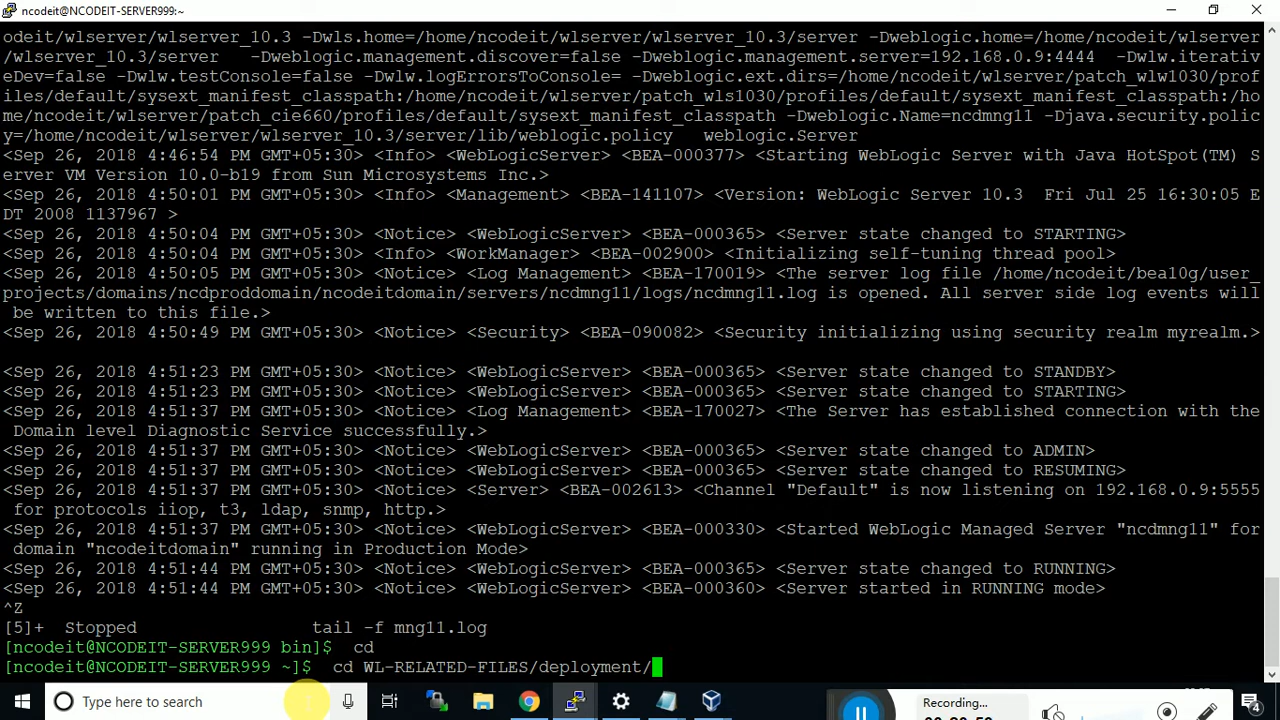 ncodeit@NCODEIT-SERVER999:~
odeit/wlserver/wlserver_10.3 -Dwls.home=/home/ncodeit/wlserver/wlserver_10.3/server -Dweblogic.home=/home/ncodeit/wlserver
/wlserver_10.3/server   -Dweblogic.management.discover=false -Dweblogic.management.server=192.168.0.9:4444  -Dwlw.iterativ
eDev=false -Dwlw.testConsole=false -Dwlw.logErrorsToConsole= -Dweblogic.ext.dirs=/home/ncodeit/wlserver/patch_wlw1030/prof
iles/default/sysext_manifest_classpath:/home/ncodeit/wlserver/patch_wls1030/profiles/default/sysext_manifest_classpath:/ho
me/ncodeit/wlserver/patch_cie660/profiles/default/sysext_manifest_classpath -Dweblogic.Name=ncdmng11 -Djava.security.polic
y=/home/ncodeit/wlserver/wlserver_10.3/server/lib/weblogic.policy   weblogic.Server
<Sep 26, 2018 4:46:54 PM GMT+05:30> <Info> <WebLogicServer> <BEA-000377> <Starting WebLogic Server with Java HotSpot(TM) S
erver VM Version 10.0-b19 from Sun Microsystems Inc.>
<Sep 26, 2018 4:50:01 PM GMT+05:30> <Info> <Management> <BEA-141107> <Version: WebLogic Server 10.3  Fri Jul 25 16:30:05 E
DT 2008 1137967 >
<Sep 26, 2018 4:50:04 PM GMT+05:30> <Notice> <WebLogicServer> <BEA-000365> <Server state changed to STARTING>
<Sep 26, 2018 4:50:04 PM GMT+05:30> <Info> <WorkManager> <BEA-002900> <Initializing self-tuning thread pool>
<Sep 26, 2018 4:50:05 PM GMT+05:30> <Notice> <Log Management> <BEA-170019> <The server log file /home/ncodeit/bea10g/user_
projects/domains/ncdproddomain/ncodeitdomain/servers/ncdmng11/logs/ncdmng11.log is opened. All server side log events will
 be written to this file.>
<Sep 26, 2018 4:50:49 PM GMT+05:30> <Notice> <Security> <BEA-090082> <Security initializing using security realm myrealm.>
<Sep 26, 2018 4:51:23 PM GMT+05:30> <Notice> <WebLogicServer> <BEA-000365> <Server state changed to STANDBY>
<Sep 26, 2018 4:51:23 PM GMT+05:30> <Notice> <WebLogicServer> <BEA-000365> <Server state changed to STARTING>
<Sep 26, 2018 4:51:37 PM GMT+05:30> <Notice> <Log Management> <BEA-170027> <The Server has established connection with the
 Domain level Diagnostic Service successfully.>
<Sep 26, 2018 4:51:37 PM GMT+05:30> <Notice> <WebLogicServer> <BEA-000365> <Server state changed to ADMIN>
<Sep 26, 2018 4:51:37 PM GMT+05:30> <Notice> <WebLogicServer> <BEA-000365> <Server state changed to RESUMING>
<Sep 26, 2018 4:51:37 PM GMT+05:30> <Notice> <Server> <BEA-002613> <Channel "Default" is now listening on 192.168.0.9:5555
 for protocols iiop, t3, ldap, snmp, http.>
<Sep 26, 2018 4:51:37 PM GMT+05:30> <Notice> <WebLogicServer> <BEA-000330> <Started WebLogic Managed Server "ncdmng11" for
 domain "ncodeitdomain" running in Production Mode>
<Sep 26, 2018 4:51:44 PM GMT+05:30> <Notice> <WebLogicServer> <BEA-000365> <Server state changed to RUNNING>
<Sep 26, 2018 4:51:44 PM GMT+05:30> <Notice> <WebLogicServer> <BEA-000360> <Server started in RUNNING mode>
^Z
[5]+  Stopped                 tail -f mng11.log
[ncodeit@NCODEIT-SERVER999 bin]$  cd
[ncodeit@NCODEIT-SERVER999 ~]$  cd WL-RELATED-FILES/deployment/
Type here to search
Recording...
4